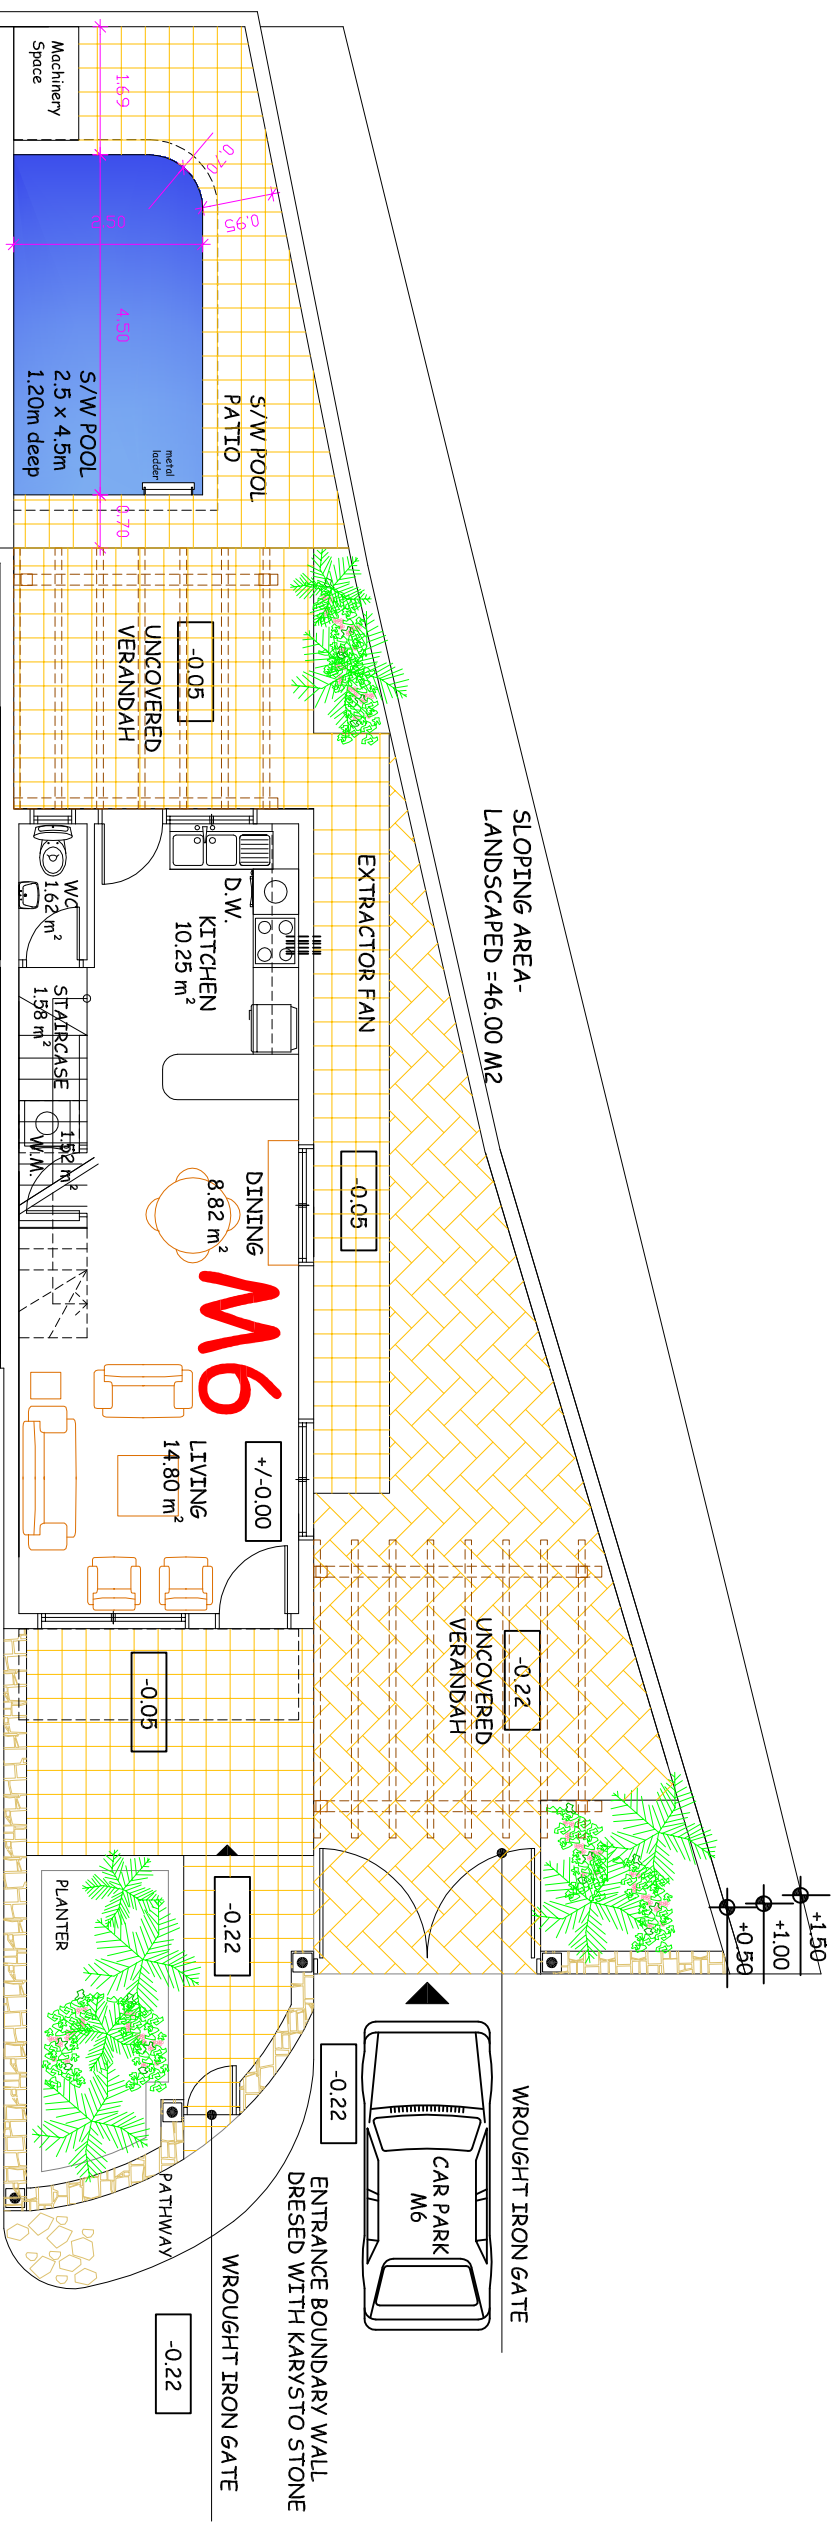 Machinery
Space
1.69
0.70
0.95
2.50
4.50
S/W POOL
2.5 x 4.5m
1.20m deep
metal
ladder
S/W POOL
PATIO
0.70
UNCOVERED
VERANDAH
-0.05
SLOPING AREA-
LANDSCAPED =46.00 M2
EXTRACTOR FAN
WC
1.62 m²
D.W.
KITCHEN
10.25 m²
STAIRCASE
1.58 m²
1.52 m²
W.M.
DINING
8.82 m²
-0.05
M6
LIVING
14.80 m²
+/-0.00
UNCOVERED
VERANDAH
-0.22
-0.05
PLANTER
-0.22
+1.50
+1.00
+0.50
-0.22
CAR PARK
M6
WROUGHT IRON GATE
PATHWAY
ENTRANCE BOUNDARY WALL
DRESED WITH KARYSTO STONE
WROUGHT IRON GATE
-0.22